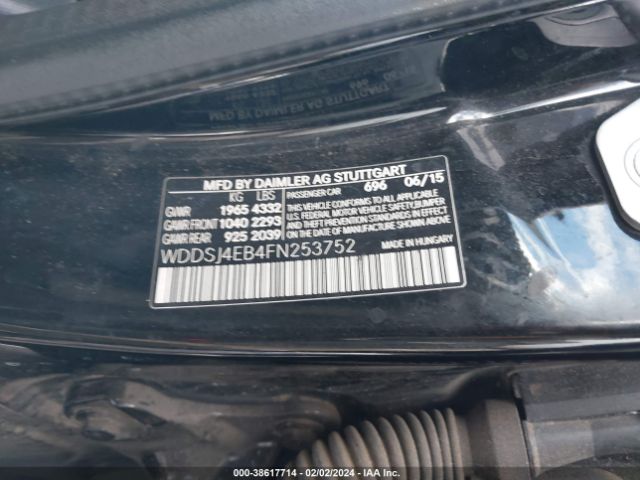 MFD BY DAIMLER AG STUTTGART
KG LBS PASSENGER CAR 696 06/15
GVWR 1965 4332 THIS VEHICLE CONFORMS TO ALL APPLICABLE
GAWR FRONT 1040 2293 U.S. FEDERAL MOTOR VEHICLE SAFETY/BUMPER/
GAWR REAR 925 2039 AND THEFT PREVENTION STANDARDS IN EFFECT
ON THE DATE OF MANUFACTURE SHOWN ABOVE.
WDDSJ4EB4FN253752 MADE IN HUNGARY
000-38617714 - 02/02/2024 - IAA Inc.